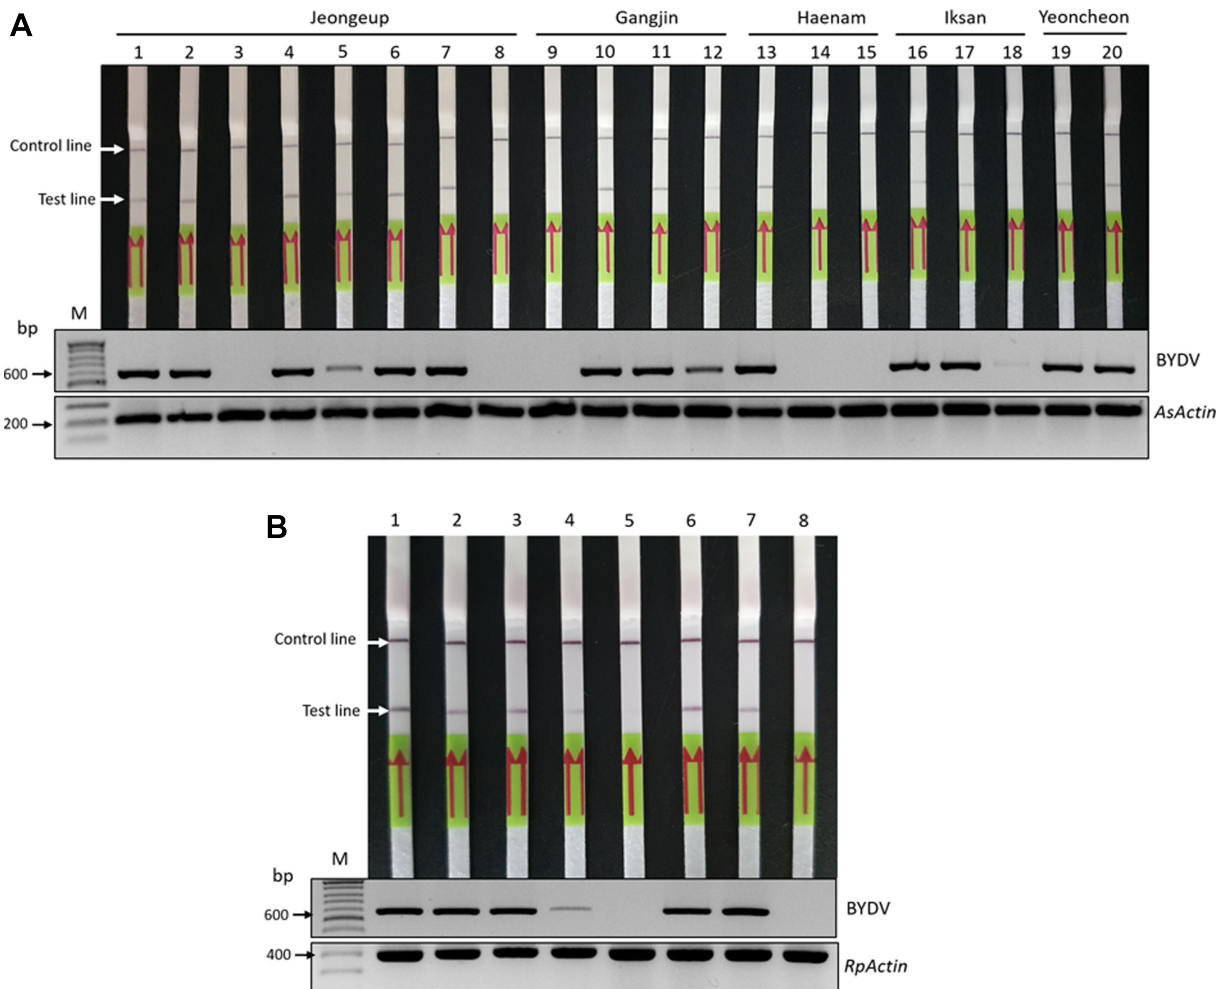 A
Jeongeup Gangjin Haenam Iksan Yeoncheon
1 2 3 4 5 6 7 8 9 10 11 12 13 14 15 16 17 18 19 20
Control line
Test line
M
bp
600
BYDV
200
AsActin
B
1 2 3 4 5 6 7 8
Control line
Test line
M
bp
600
BYDV
400
RpActin